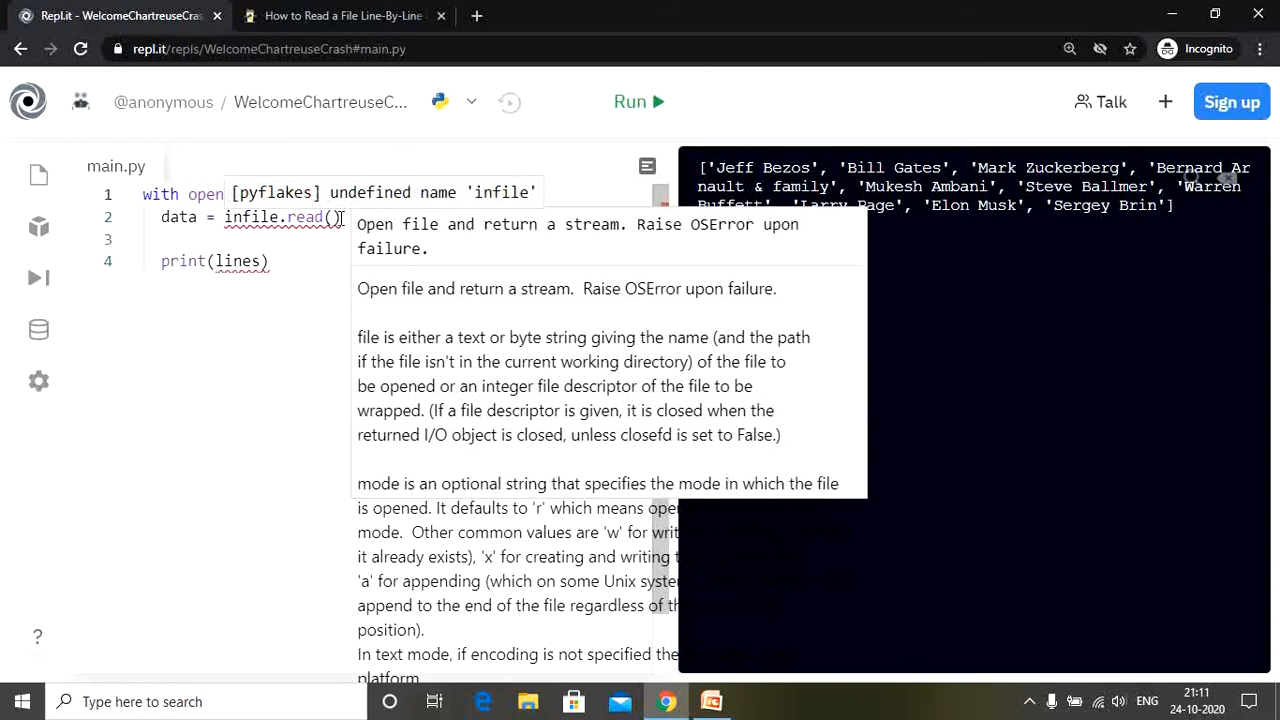 Repl.it - WelcomeChartreuseCras
How to Read a File Line-By-Line
repl.it/repls/WelcomeChartreuseCrash#main.py
Incognito
@anonymous / WelcomeChartreuseC...
Run
Talk
Sign up
main.py
1 with open
[pyflakes] undefined name 'infile'
2 data = infile.read()
3
4 print(lines)
Open file and return a stream. Raise OSError upon
failure.
Open file and return a stream.  Raise OSError upon failure.
file is either a text or byte string giving the name (and the path
if the file isn't in the current working directory) of the file to
be opened or an integer file descriptor of the file to be
wrapped. (If a file descriptor is given, it is closed when the
returned I/O object is closed, unless closefd is set to False.)
mode is an optional string that specifies the mode in which the file
is opened. It defaults to 'r' which means
mode.  Other common values are 'w' for
it already exists), 'x' for creating and writing
'a' for appending (which on some Unix
append to the end of the file regardless of
position).
In text mode, if encoding is not specified the
platform
['Jeff Bezos', 'Bill Gates', 'Mark Zuckerberg', 'Bernard Ar
nault & family', 'Mukesh Ambani', 'Steve Ballmer', 'Warren
Buffett', 'Larry Page', 'Elon Musk', 'Sergey Brin']
?
Type here to search
ENG
21:11
24-10-2020